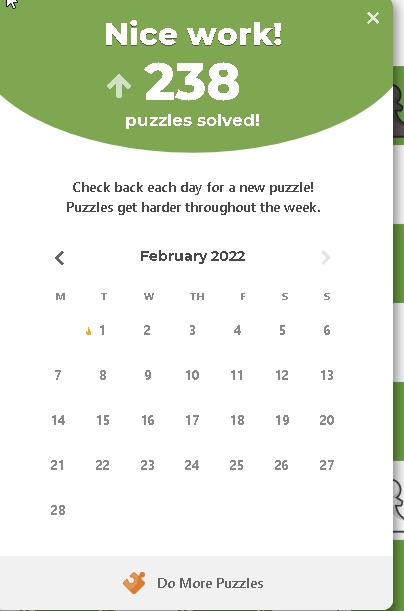 Nice work!
238
puzzles solved!
Check back each day for a new puzzle!
Puzzles get harder throughout the week.
February 2022
M T W TH F S S
1 2 3 4 5 6
7 8 9 10 11 12 13
14 15 16 17 18 19 20
21 22 23 24 25 26 27
28
Do More Puzzles